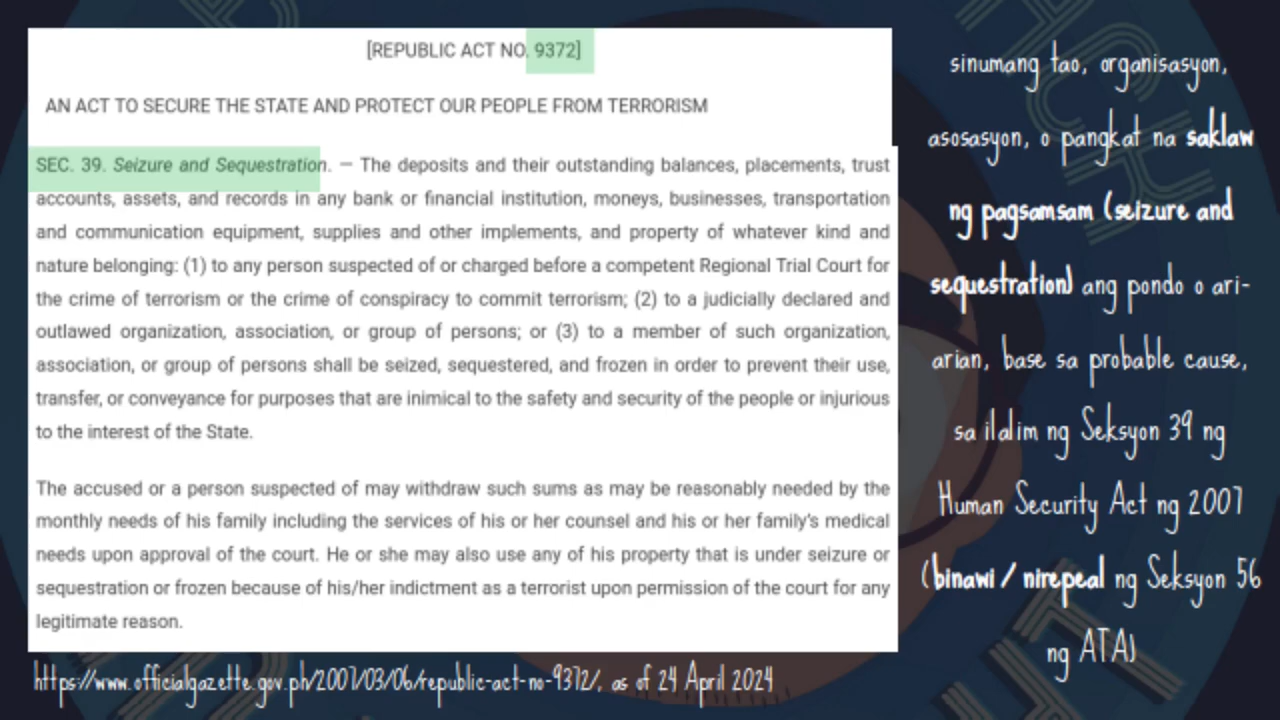 [REPUBLIC ACT NO. 9372]
AN ACT TO SECURE THE STATE AND PROTECT OUR PEOPLE FROM TERRORISM
SEC. 39. Seizure and Sequestration. — The deposits and their outstanding balances, placements, trust
accounts, assets, and records in any bank or financial institution, moneys, businesses, transportation
and communication equipment, supplies and other implements, and property of whatever kind and
nature belonging: (1) to any person suspected of or charged before a competent Regional Trial Court for
the crime of terrorism or the crime of conspiracy to commit terrorism; (2) to a judicially declared and
outlawed organization, association, or group of persons; or (3) to a member of such organization,
association, or group of persons shall be seized, sequestered, and frozen in order to prevent their use,
transfer, or conveyance for purposes that are inimical to the safety and security of the people or injurious
to the interest of the State.
The accused or a person suspected of may withdraw such sums as may be reasonably needed by the
monthly needs of his family including the services of his or her counsel and his or her family's medical
needs upon approval of the court. He or she may also use any of his property that is under seizure or
sequestration or frozen because of his/her indictment as a terrorist upon permission of the court for any
legitimate reason.
https://www.officialgazette.gov.ph/2007/03/06/republic-act-no-9372/, as of 24 April 2024
sinumang tao, organisasyon,
asosasyon, o pangkat na saklaw
ng pagsamsam (seizure and
sequestration) ang pondo o ari-
arian, base sa probable cause,
sa ilalim ng Seksyon 39 ng
Human Security Act ng 2007
(binawi / nirepeal ng Seksyon 56
ng ATA)